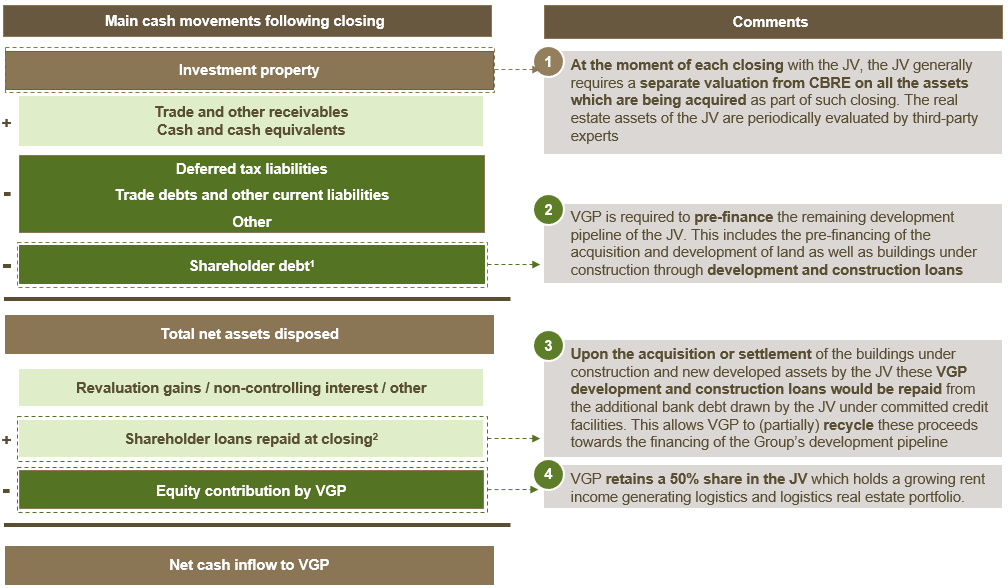 Main cash movements following closing
Investment property
+
Trade and other receivables
Cash and cash equivalents
-
Deferred tax liabilities
Trade debts and other current liabilities
Other
-
Shareholder debt¹
Total net assets disposed
Revaluation gains / non-controlling interest / other
+
Shareholder loans repaid at closing²
-
Equity contribution by VGP
Net cash inflow to VGP
Comments
1
At the moment of each closing with the JV, the JV generally
requires a separate valuation from CBRE on all the assets
which are being acquired as part of such closing. The real
estate assets of the JV are periodically evaluated by third-party
experts
2
VGP is required to pre-finance the remaining development
pipeline of the JV. This includes the pre-financing of the
acquisition and development of land as well as buildings under
construction through development and construction loans
3
Upon the acquisition or settlement of the buildings under
construction and new developed assets by the JV these VGP
development and construction loans would be repaid from
the additional bank debt drawn by the JV under committed credit
facilities. This allows VGP to (partially) recycle these proceeds
towards the financing of the Group's development pipeline
4
VGP retains a 50% share in the JV which holds a growing rent
income generating logistics and logistics real estate portfolio.